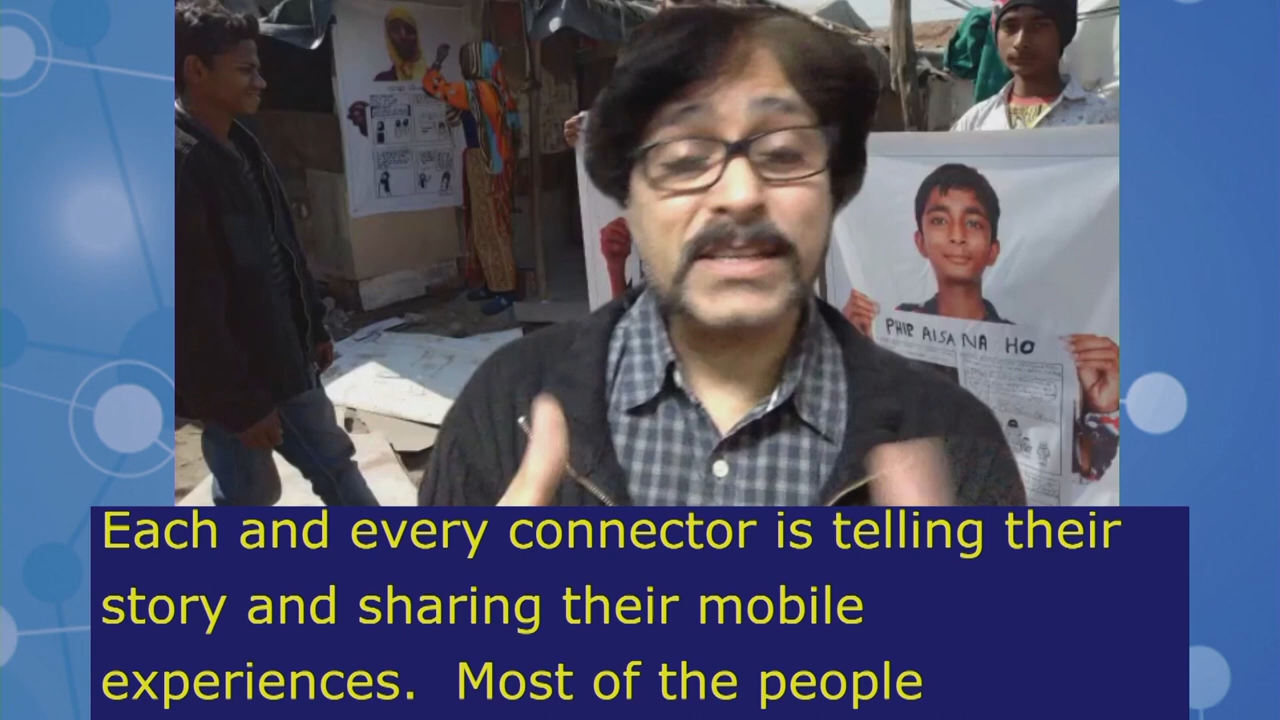 PHIR AISA NA HO
Each and every connector is telling their
story and sharing their mobile
experiences.  Most of the people